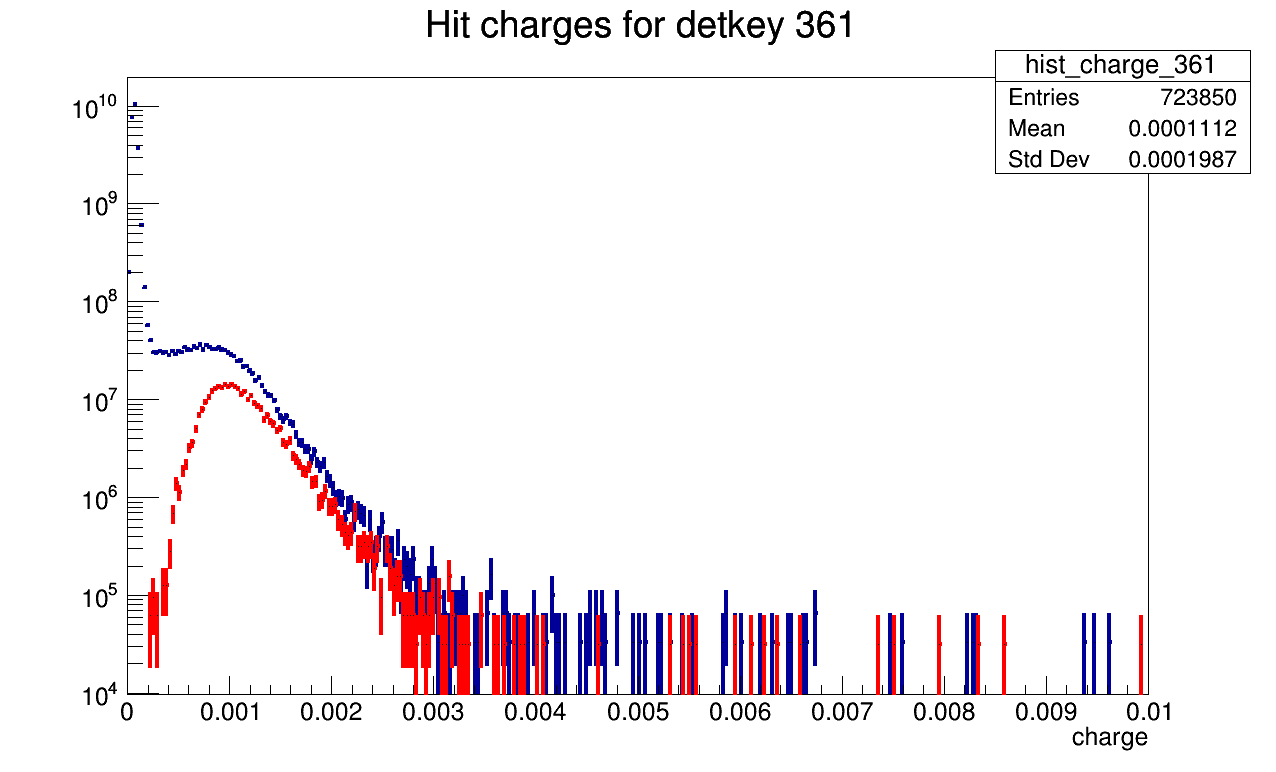 Hit charges for detkey 361
hist_charge_361
Entries 723850
Mean 0.0001112
Std Dev 0.0001987
10^10
10^9
10^8
10^7
10^6
10^5
10^4
0 0.001 0.002 0.003 0.004 0.005 0.006 0.007 0.008 0.009 0.01
charge